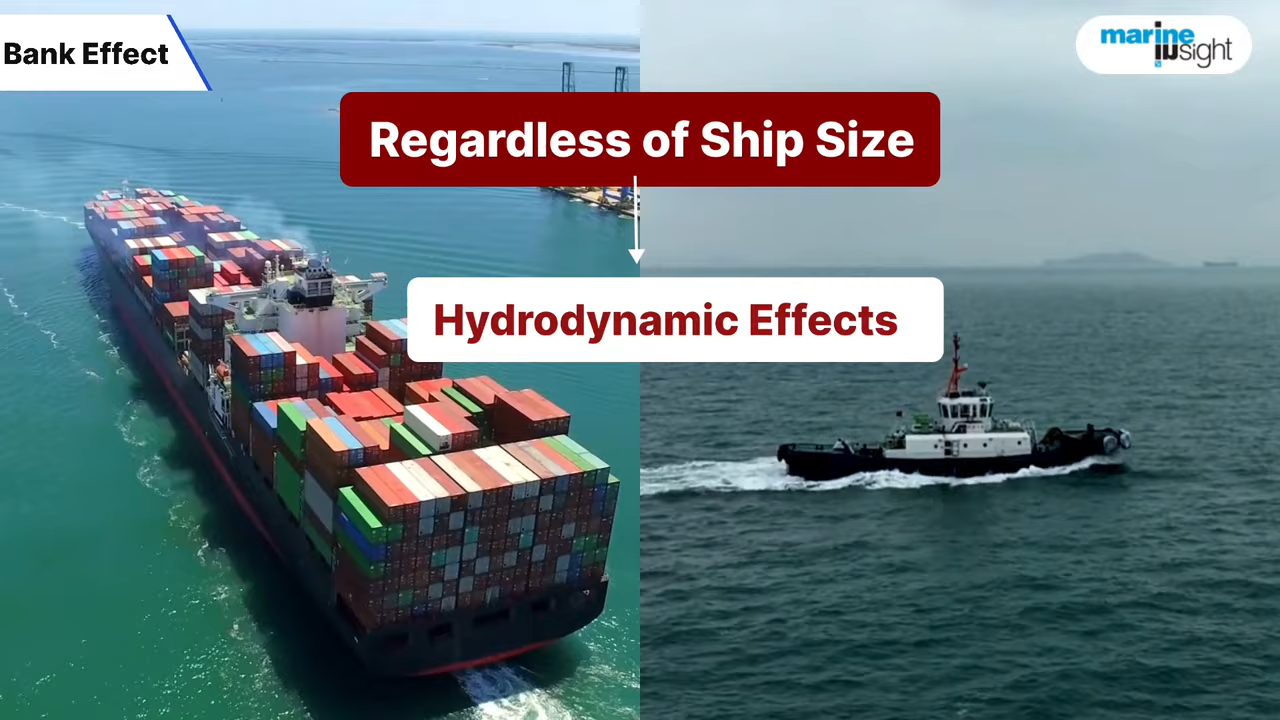 Bank Effect
marine
insight
Regardless of Ship Size
Hydrodynamic Effects